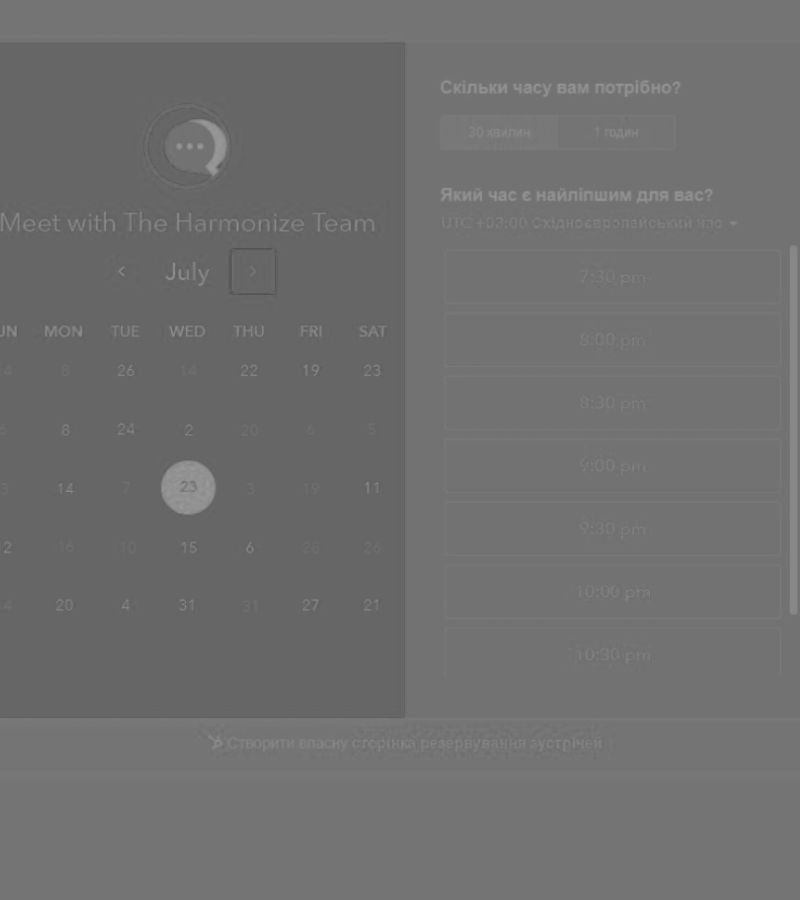 Meet with The Harmonize Team
July
UN MON TUE WED THU FRI SAT
4 8 26 14 22 19 23
6 8 24 2 20 6 5
3 14 7 23 3 19 11
2 16 10 15 6 28 26
4 20 4 31 31 27 21
Скільки часу вам потрібно?
30 хвилин 1 годин
Який час є найліпшим для вас?
UTC +03:00 Східноєвропейський час
7:30 pm
8:00 pm
8:30 pm
9:00 pm
9:30 pm
10:00 pm
10:30 pm
Створити власну сторінка резервування зустрічей